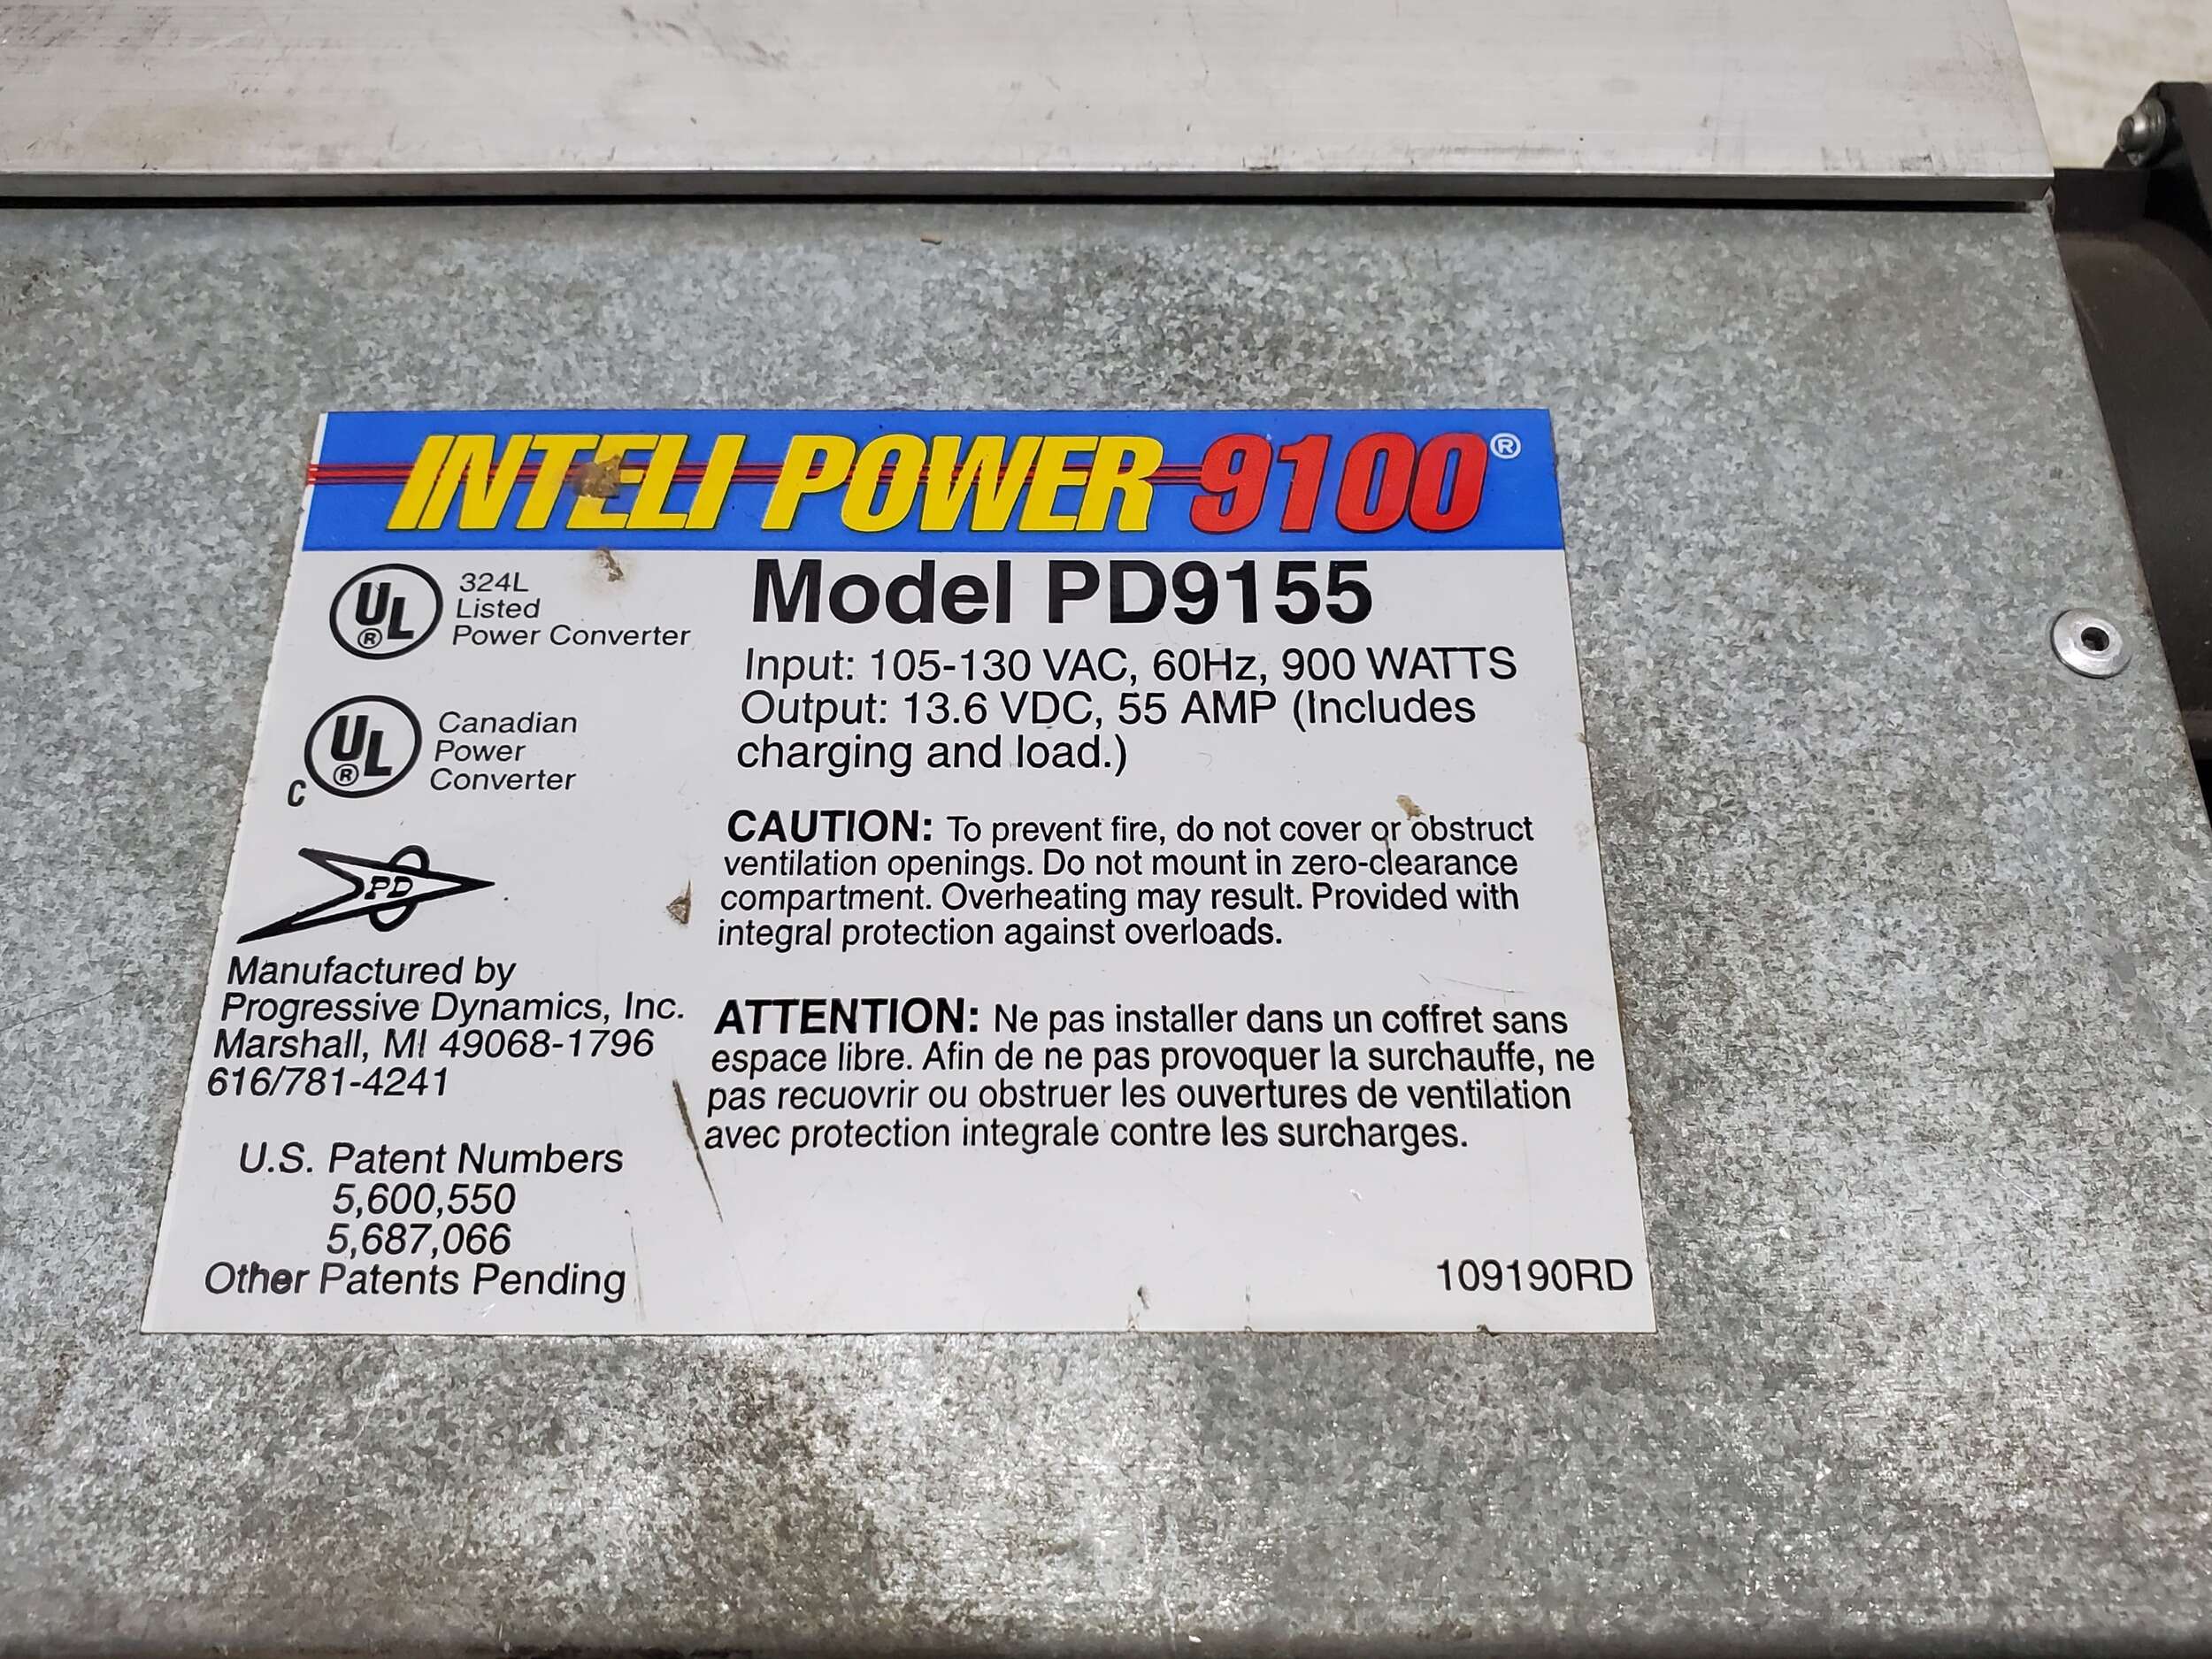 INTELI POWER 9100®
UL® 324L
Listed
Power Converter
C UL® Canadian
Power
Converter
PD
Manufactured by
Progressive Dynamics, Inc.
Marshall, MI 49068-1796
616/781-4241
U.S. Patent Numbers
5,600,550
5,687,066
Other Patents Pending
Model PD9155
Input: 105-130 VAC, 60Hz, 900 WATTS
Output: 13.6 VDC, 55 AMP (Includes
charging and load.)
CAUTION: To prevent fire, do not cover or obstruct
ventilation openings. Do not mount in zero-clearance
compartment. Overheating may result. Provided with
integral protection against overloads.
ATTENTION: Ne pas installer dans un coffret sans
espace libre. Afin de ne pas provoquer la surchauffe, ne
pas recuovrir ou obstruer les ouvertures de ventilation
avec protection integrale contre les surcharges.
109190RD